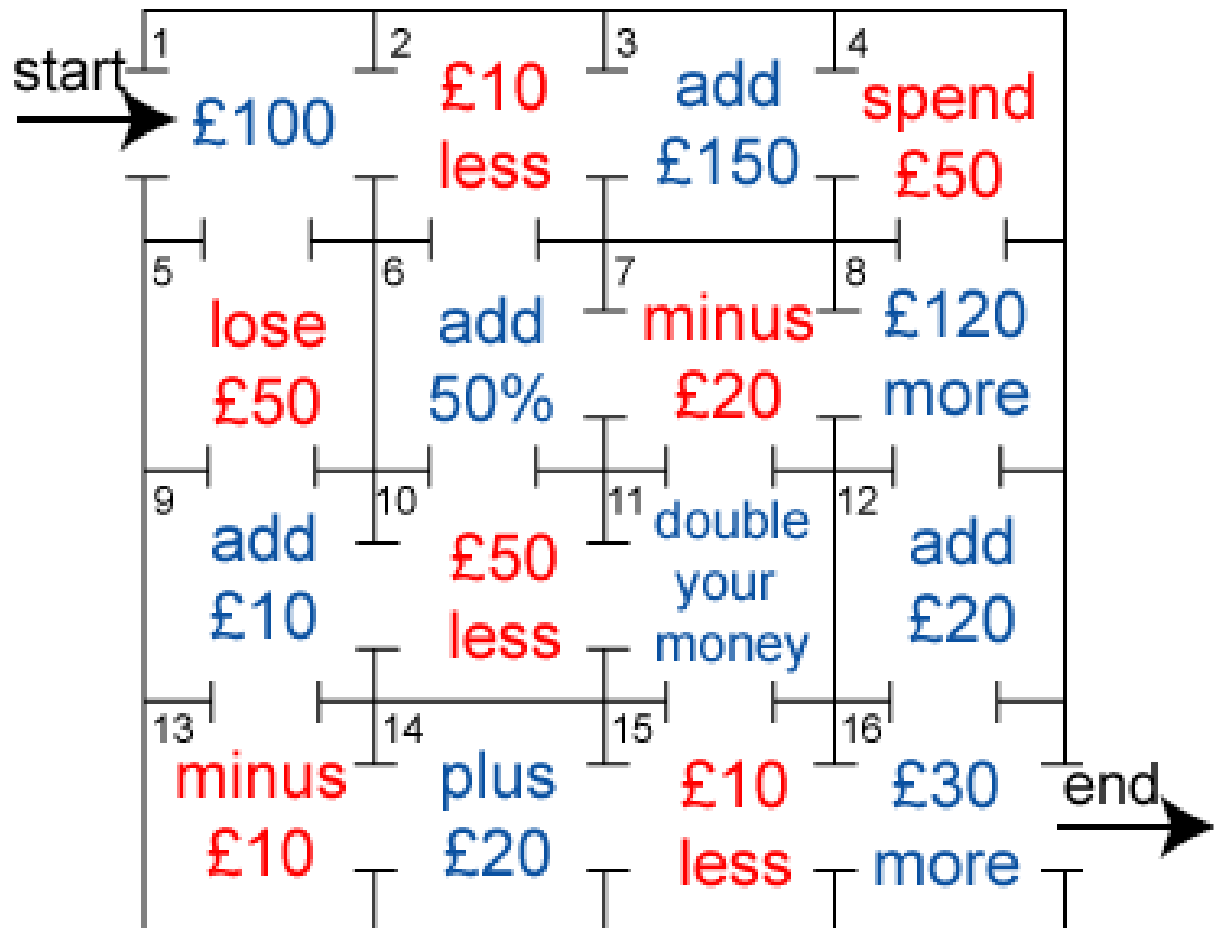 1
2
3
4
start
£100
£10
less
add
£150
spend
£50
5
6
7
8
lose
£50
add
50%
minus
£20
£120
more
9
10
11
12
add
£10
£50
less
double
your
money
add
£20
13
14
15
16
minus
£10
plus
£20
£10
less
£30
more
end